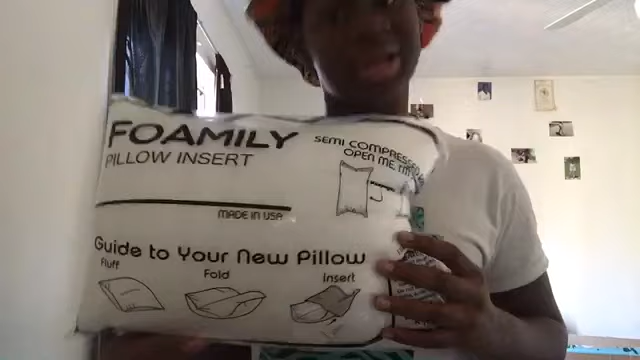 FOAMILY
PILLOW INSERT
SEMI COMPRESSED
OPEN ME, I'M
MADE IN USA
Guide to Your New Pillow
Fluff
Fold
Insert